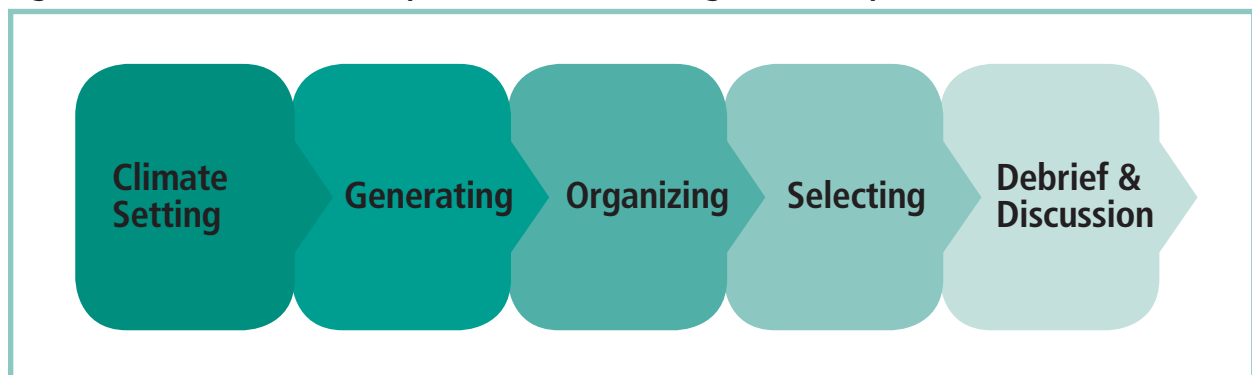 Climate
Setting
Generating
Organizing
Selecting
Debrief &
Discussion